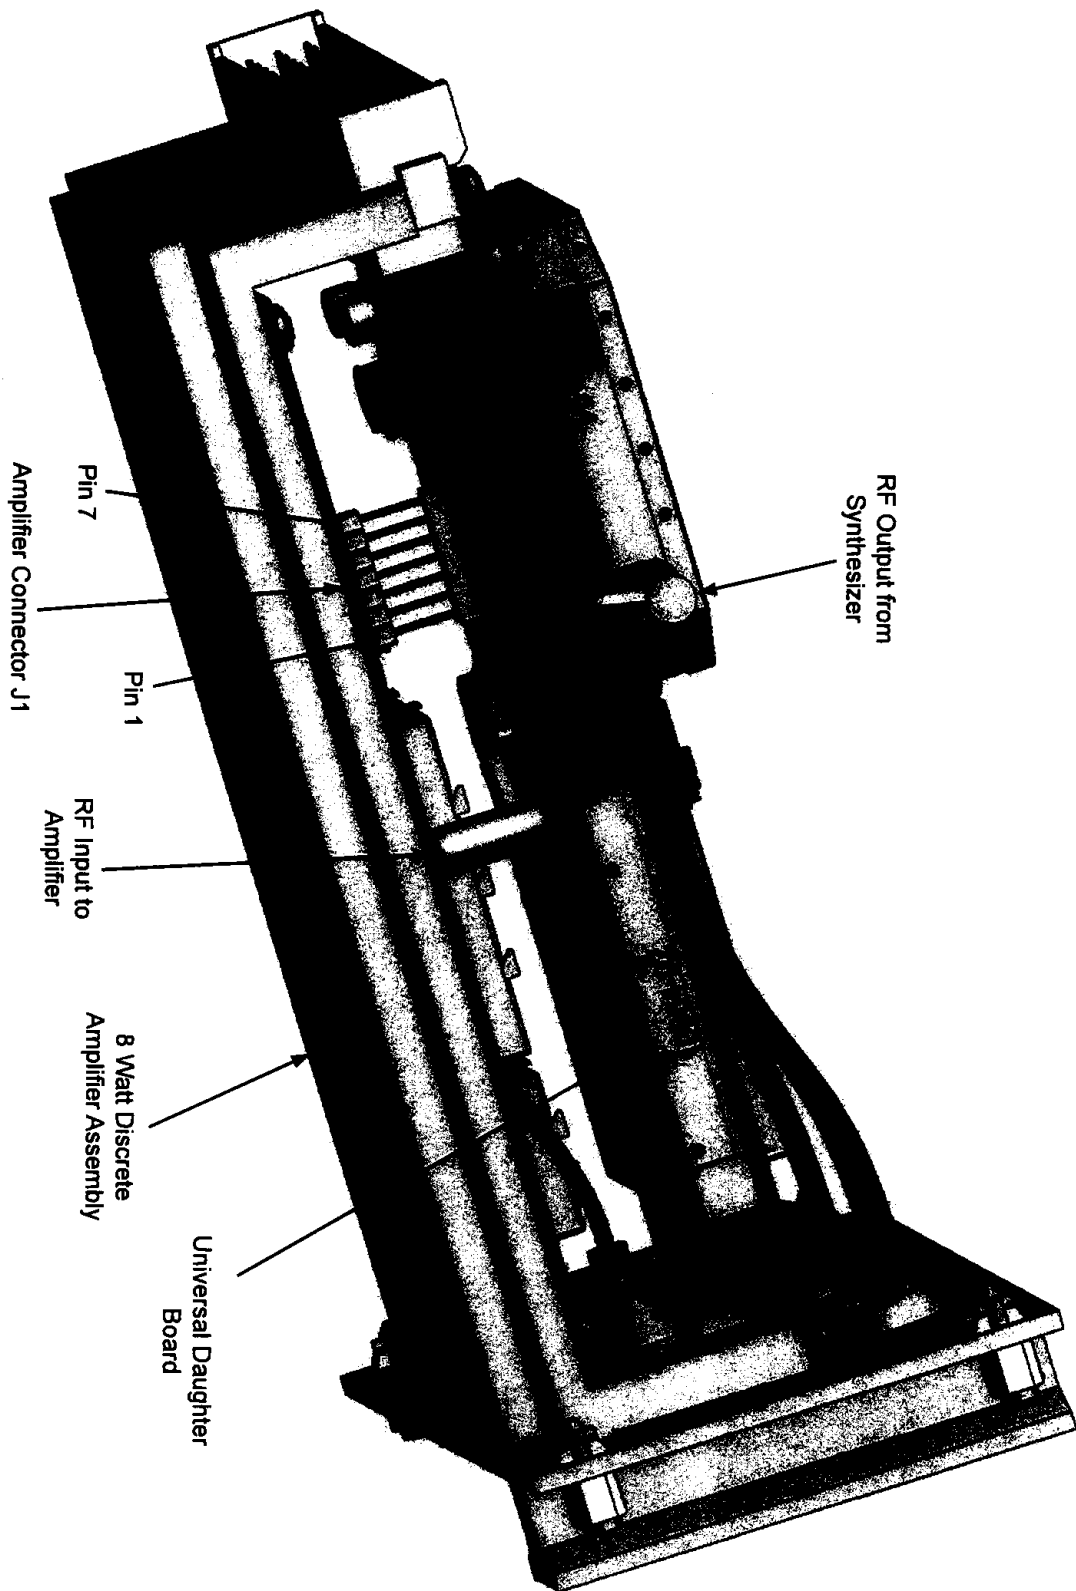 RF Output from
Synthesizer
Pin 7
Amplifier Connector J1
Pin 1
RF Input to
Amplifier
8 Watt Discrete
Amplifier Assembly
Universal Daughter
Board